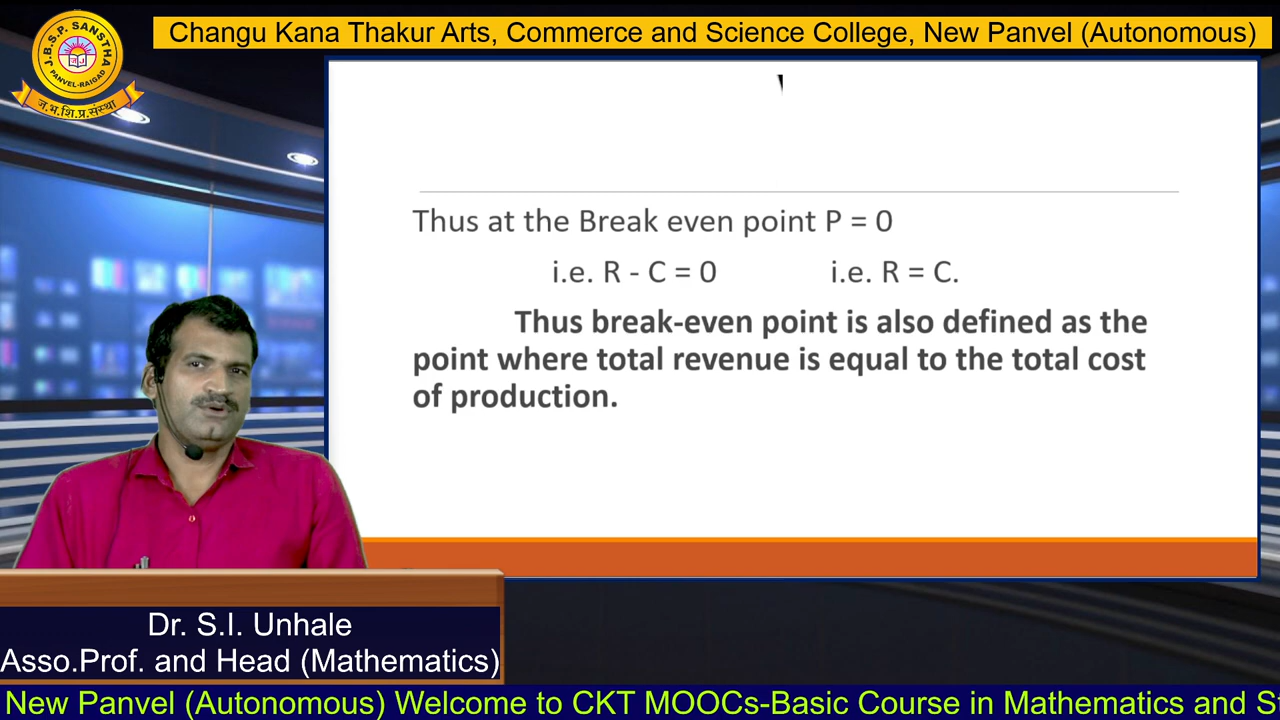 Changu Kana Thakur Arts, Commerce and Science College, New Panvel (Autonomous)
J.B.S.P. SANSTHA
PANVEL-RAIGAD
ज.भ.शि.प्र.संस्था
Thus at the Break even point P = 0
i.e. R - C = 0 i.e. R = C.
Thus break-even point is also defined as the
point where total revenue is equal to the total cost
of production.
Dr. S.I. Unhale
Asso.Prof. and Head (Mathematics)
New Panvel (Autonomous) Welcome to CKT MOOCs-Basic Course in Mathematics and